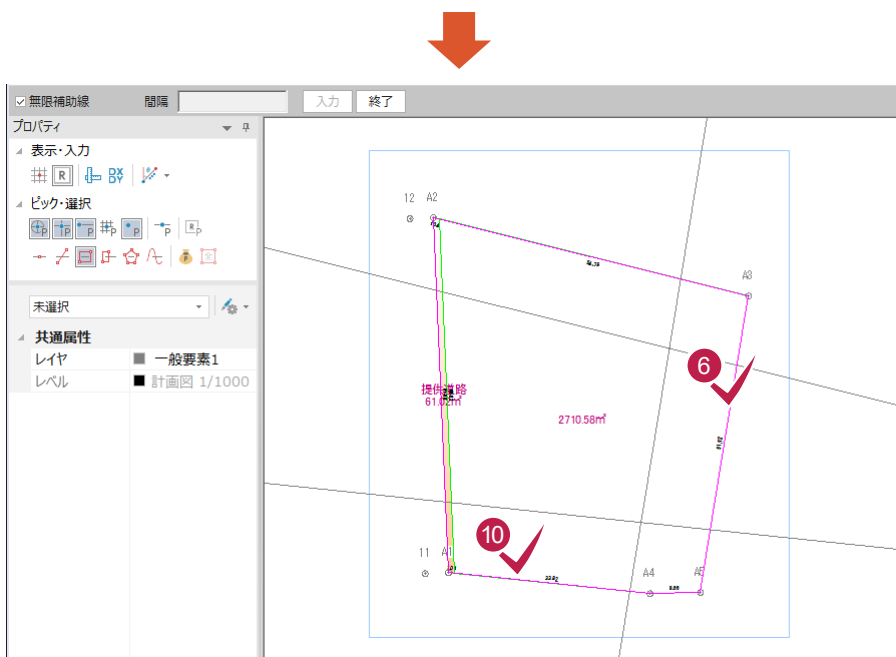 無限補助線 間隔 入力 終了
プロパティ
表示・入力
R
ピック・選択
未選択
共通属性
レイヤ 一般要素1
レベル 計画図 1/1000
12 A2
A3
6
提供道路
61.02㎡
2710.58㎡
10
11 A1
A4 A5